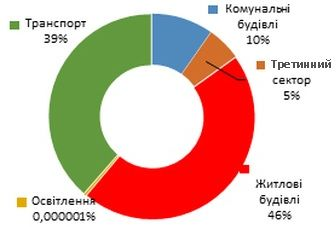 Транспорт
39%
Комунальні
будівлі
10%
Третинний
сектор
5%
Житлові
будівлі
46%
Освітлення
0,000001%